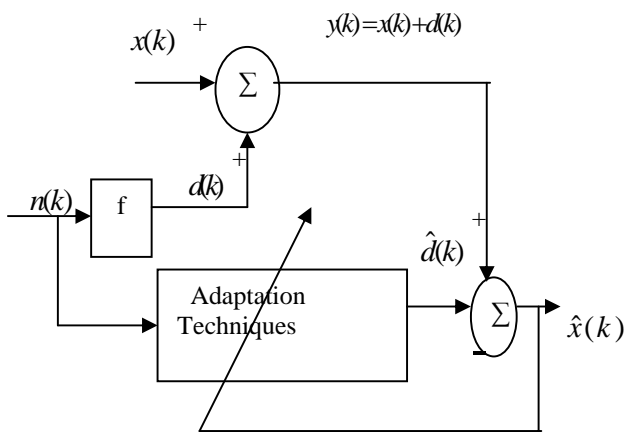 +
y(k)=x(k)+d(k)
x(k)
Σ
+
n(k)
f
d(k)
+
d̂(k)
Adaptation
Techniques
Σ
x̂(k)
-